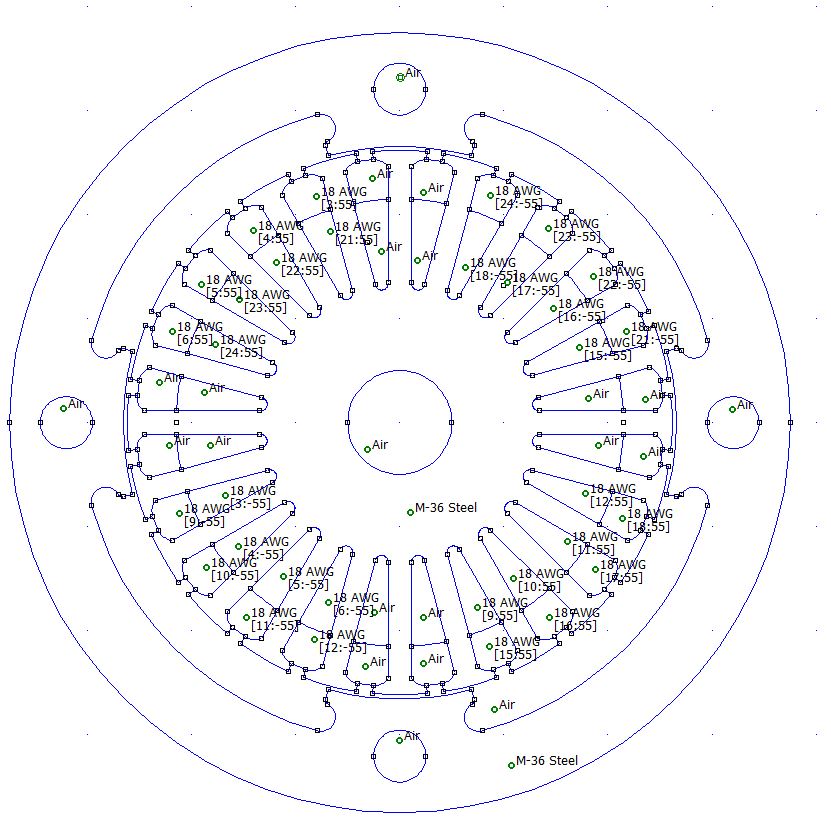 Air
18 AWG
[3:55]
Air
Air
18 AWG
[24:-55]
18 AWG
[4:55]
18 AWG
[21:55]
18 AWG
[23:-55]
Air
Air
18 AWG
[22:55]
18 AWG
[18:-55]
18 AWG
[17:-55]
18 AWG
[22:-55]
18 AWG
[5:55]
18 AWG
[23:55]
18 AWG
[16:-55]
18 AWG
[6:55]
18 AWG
[24:55]
18 AWG
[21:-55]
18 AWG
[15:-55]
Air
Air
Air
Air
Air
Air
Air
Air
Air
Air
Air
18 AWG
[3:-55]
18 AWG
[12:55]
18 AWG
[9:-55]
M-36 Steel
18 AWG
[18:55]
18 AWG
[4:-55]
18 AWG
[11:55]
18 AWG
[10:-55]
18 AWG
[5:-55]
18 AWG
[10:55]
18 AWG
[17:55]
18 AWG
[6:-55]
Air
Air
18 AWG
[9:55]
18 AWG
[11:-55]
18 AWG
[16:55]
18 AWG
[12:-55]
18 AWG
[15:55]
Air
Air
Air
Air
M-36 Steel